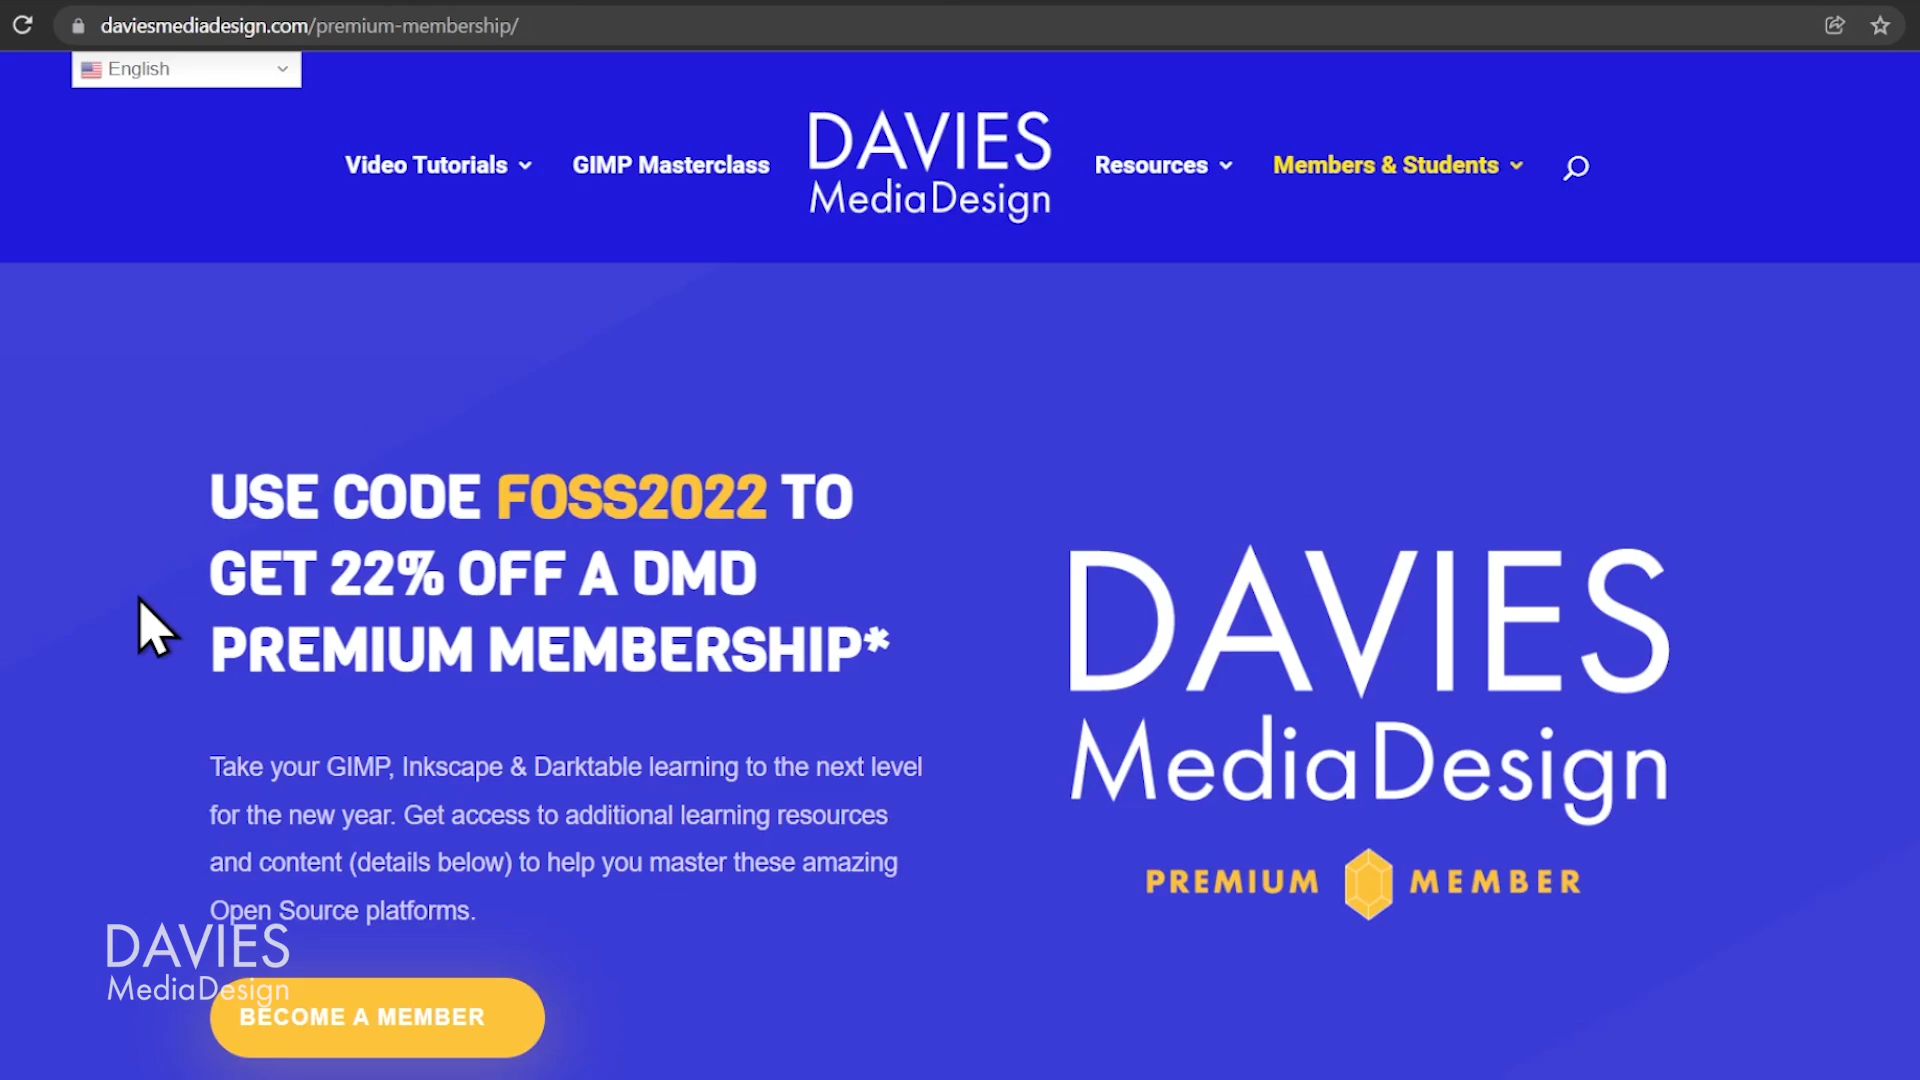 daviesmediadesign.com/premium-membership/
English
Video Tutorials
GIMP Masterclass
DAVIES
MediaDesign
Resources
Members & Students
USE CODE FOSS2022 TO
GET 22% OFF A DMD
PREMIUM MEMBERSHIP*
Take your GIMP, Inkscape & Darktable learning to the next level
for the new year. Get access to additional learning resources
and content (details below) to help you master these amazing
Open Source platforms.
BECOME A MEMBER
DAVIES
MediaDesign
PREMIUM MEMBER
DAVIES
MediaDesign